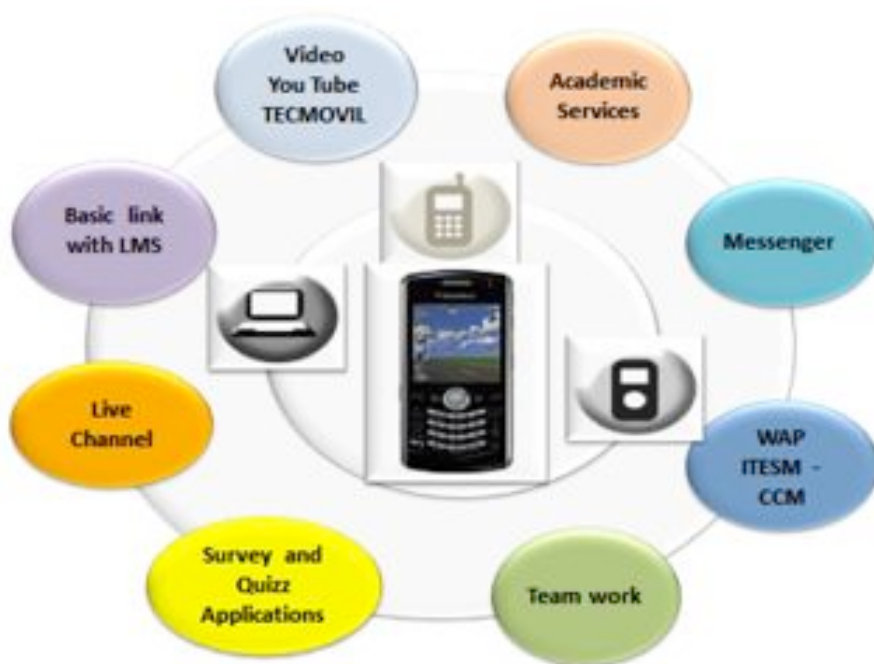 Video
You Tube
TECMOVIL
Academic
Services
Basic link
with LMS
Messenger
Live
Channel
WAP
ITESM -
CCM
Survey and
Quizz
Applications
Team work